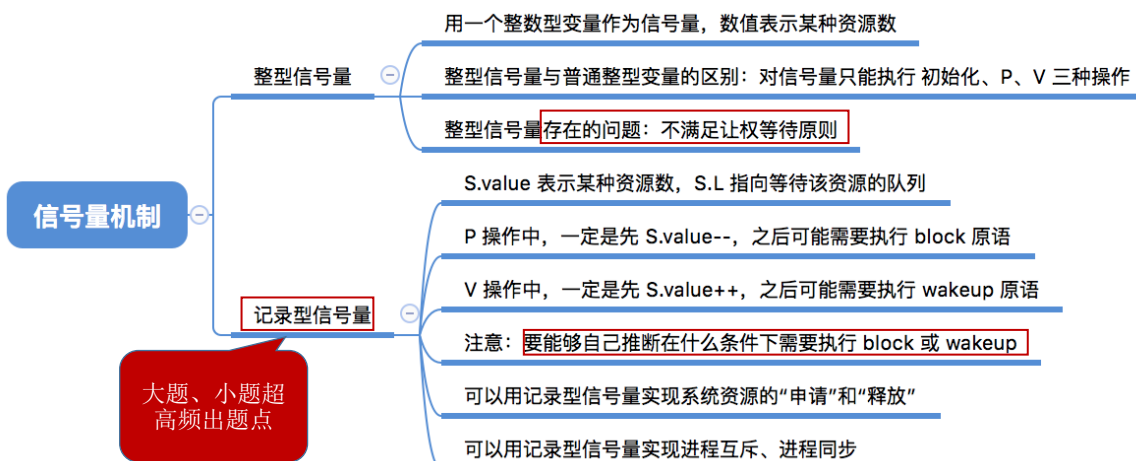 用一个整数型变量作为信号量，数值表示某种资源数
整型信号量
整型信号量与普通整型变量的区别：对信号量只能执行 初始化、P、V 三种操作
整型信号量存在的问题：不满足让权等待原则
信号量机制
S.value 表示某种资源数，S.L 指向等待该资源的队列
P 操作中，一定是先 S.value--，之后可能需要执行 block 原语
V 操作中，一定是先 S.value++，之后可能需要执行 wakeup 原语
记录型信号量
注意：要能够自己推断在什么条件下需要执行 block 或 wakeup
大题、小题超
高频出题点
可以用记录型信号量实现系统资源的“申请”和“释放”
可以用记录型信号量实现进程互斥、进程同步